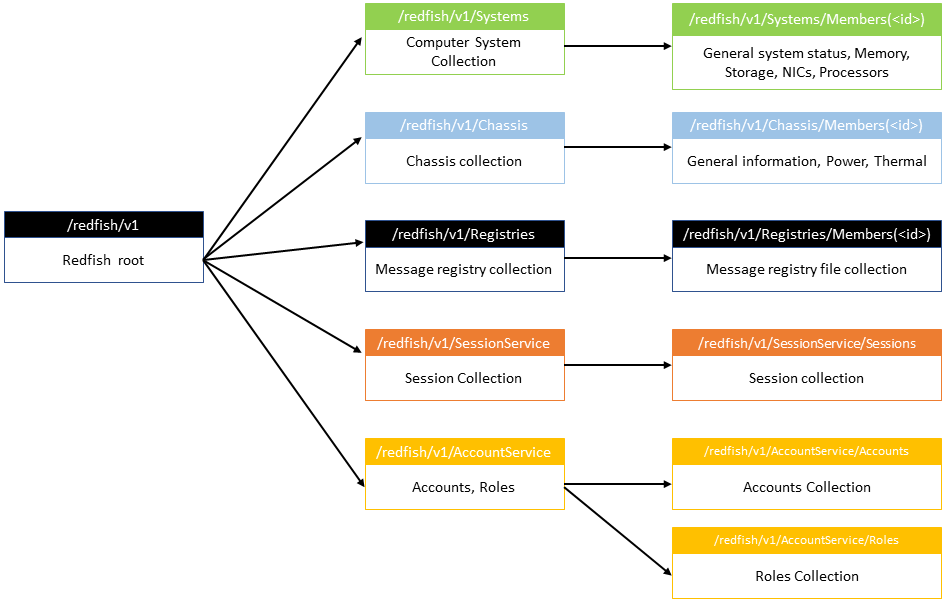 /redfish/v1
Redfish root
/redfish/v1/Systems
Computer System
Collection
/redfish/v1/Systems/Members(<id>)
General system status, Memory,
Storage, NICs, Processors
/redfish/v1/Chassis
Chassis collection
/redfish/v1/Chassis/Members(<id>)
General information, Power, Thermal
/redfish/v1/Registries
Message registry collection
/redfish/v1/Registries/Members(<id>)
Message registry file collection
/redfish/v1/SessionService
Session Collection
/redfish/v1/SessionService/Sessions
Session collection
/redfish/v1/AccountService
Accounts, Roles
/redfish/v1/AccountService/Accounts
Accounts Collection
/redfish/v1/AccountService/Roles
Roles Collection